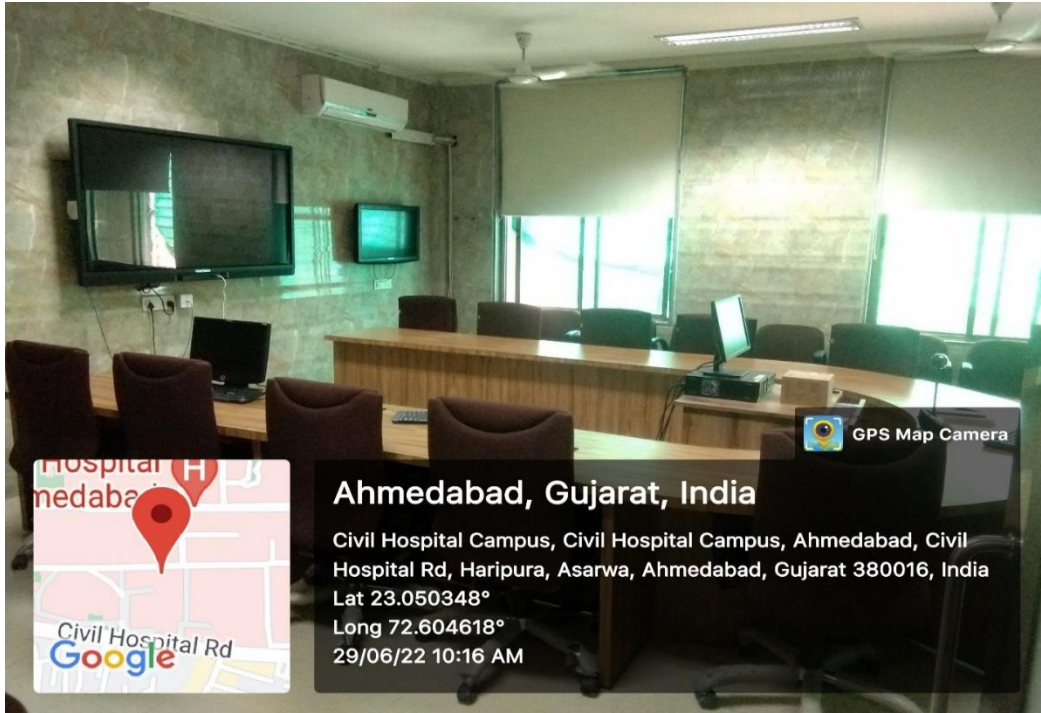 GPS Map Camera
Hospital
medaba
H
Civil Hospital Rd
Google
Ahmedabad, Gujarat, India
Civil Hospital Campus, Civil Hospital Campus, Ahmedabad, Civil
Hospital Rd, Haripura, Asarwa, Ahmedabad, Gujarat 380016, India
Lat 23.050348°
Long 72.604618°
29/06/22 10:16 AM